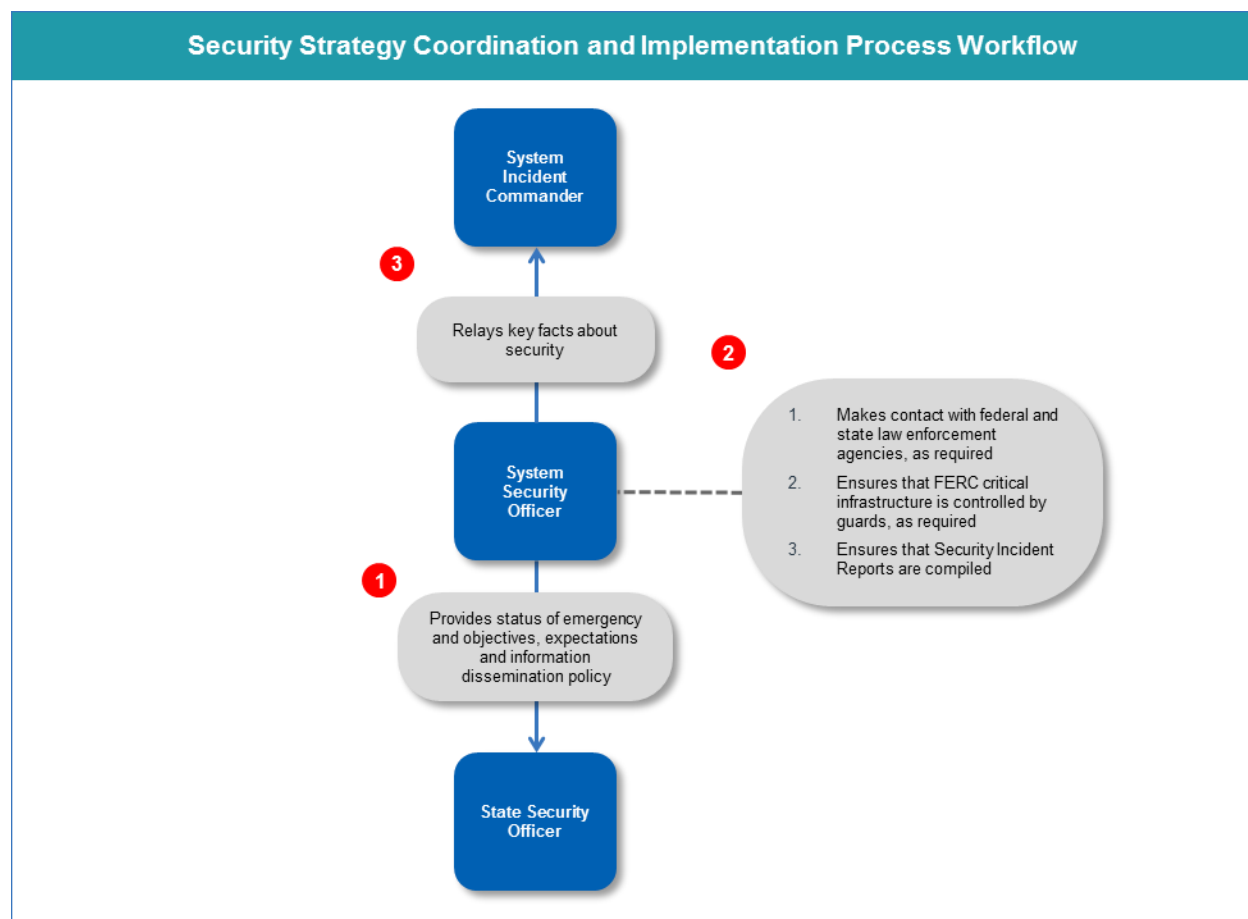 Security Strategy Coordination and Implementation Process Workflow
System
Incident
Commander
3
Relays key facts about
security
2
1. Makes contact with federal and
state law enforcement
agencies, as required
2. Ensures that FERC critical
infrastructure is controlled by
guards, as required
3. Ensures that Security Incident
Reports are compiled
System
Security
Officer
1
Provides status of emergency
and objectives, expectations
and information
dissemination policy
State Security
Officer